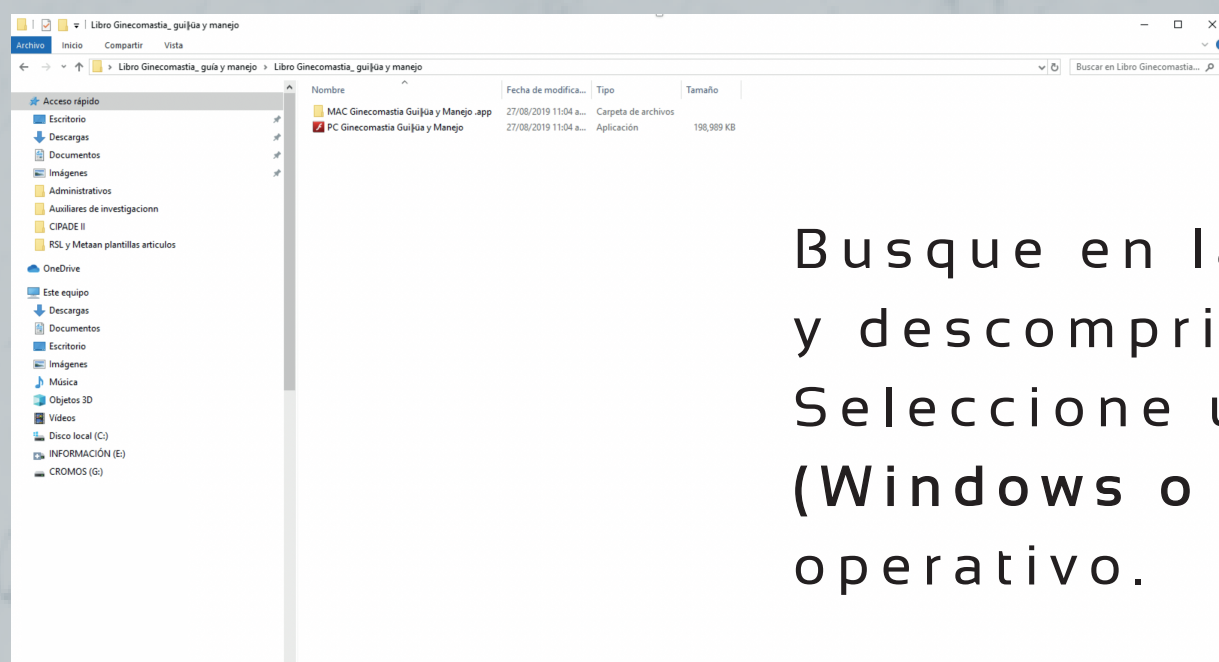 Libro Ginecomastia_ gui╠üa y manejo
Archivo Inicio Compartir Vista
Libro Ginecomastia_ guía y manejo > Libro Ginecomastia_ gui╠üa y manejo
Buscar en Libro Ginecomastia...
Nombre Fecha de modifica... Tipo Tamaño
MAC Ginecomastia Gui╠üa y Manejo .app 27/08/2019 11:04 a... Carpeta de archivos
PC Ginecomastia Gui╠üa y Manejo 27/08/2019 11:04 a... Aplicación 198,989 KB
Acceso rápido
Escritorio
Descargas
Documentos
Imágenes
Administrativos
Auxiliares de investigacionn
CIPADE II
RSL y Metaan plantillas articulos
OneDrive
Este equipo
Descargas
Documentos
Escritorio
Imágenes
Música
Objetos 3D
Vídeos
Disco local (C:)
INFORMACIÓN (E:)
CROMOS (G:)
Busque en
y descompri
Seleccione
(Windows o
operativo.